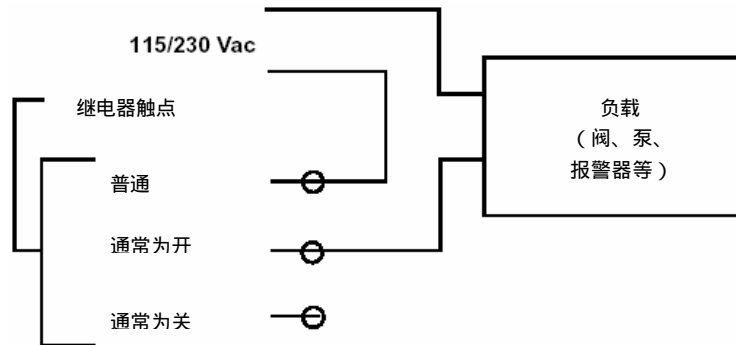 115/230 Vac
继电器触点
负载
（阀、泵、
报警器等）
普通
通常为开
通常为关